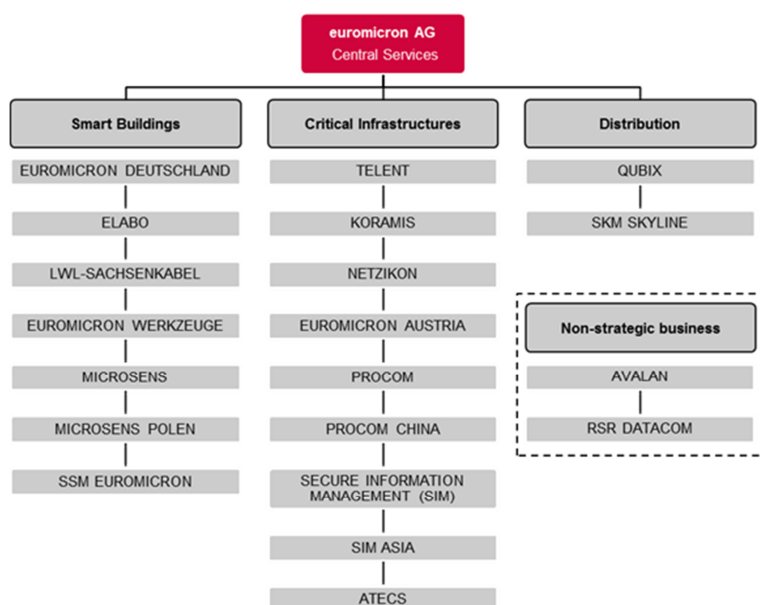 euromicron AG
Central Services
Smart Buildings
EUROMICRON DEUTSCHLAND
ELABO
LWL-SACHSENKABEL
EUROMICRON WERKZEUGE
MICROSENS
MICROSENS POLEN
SSM EUROMICRON
Critical Infrastructures
TELENT
KORAMIS
NETZIKON
EUROMICRON AUSTRIA
PROCOM
PROCOM CHINA
SECURE INFORMATION
MANAGEMENT (SIM)
SIM ASIA
ATECS
Distribution
QUBIX
SKM SKYLINE
Non-strategic business
AVALAN
RSR DATACOM